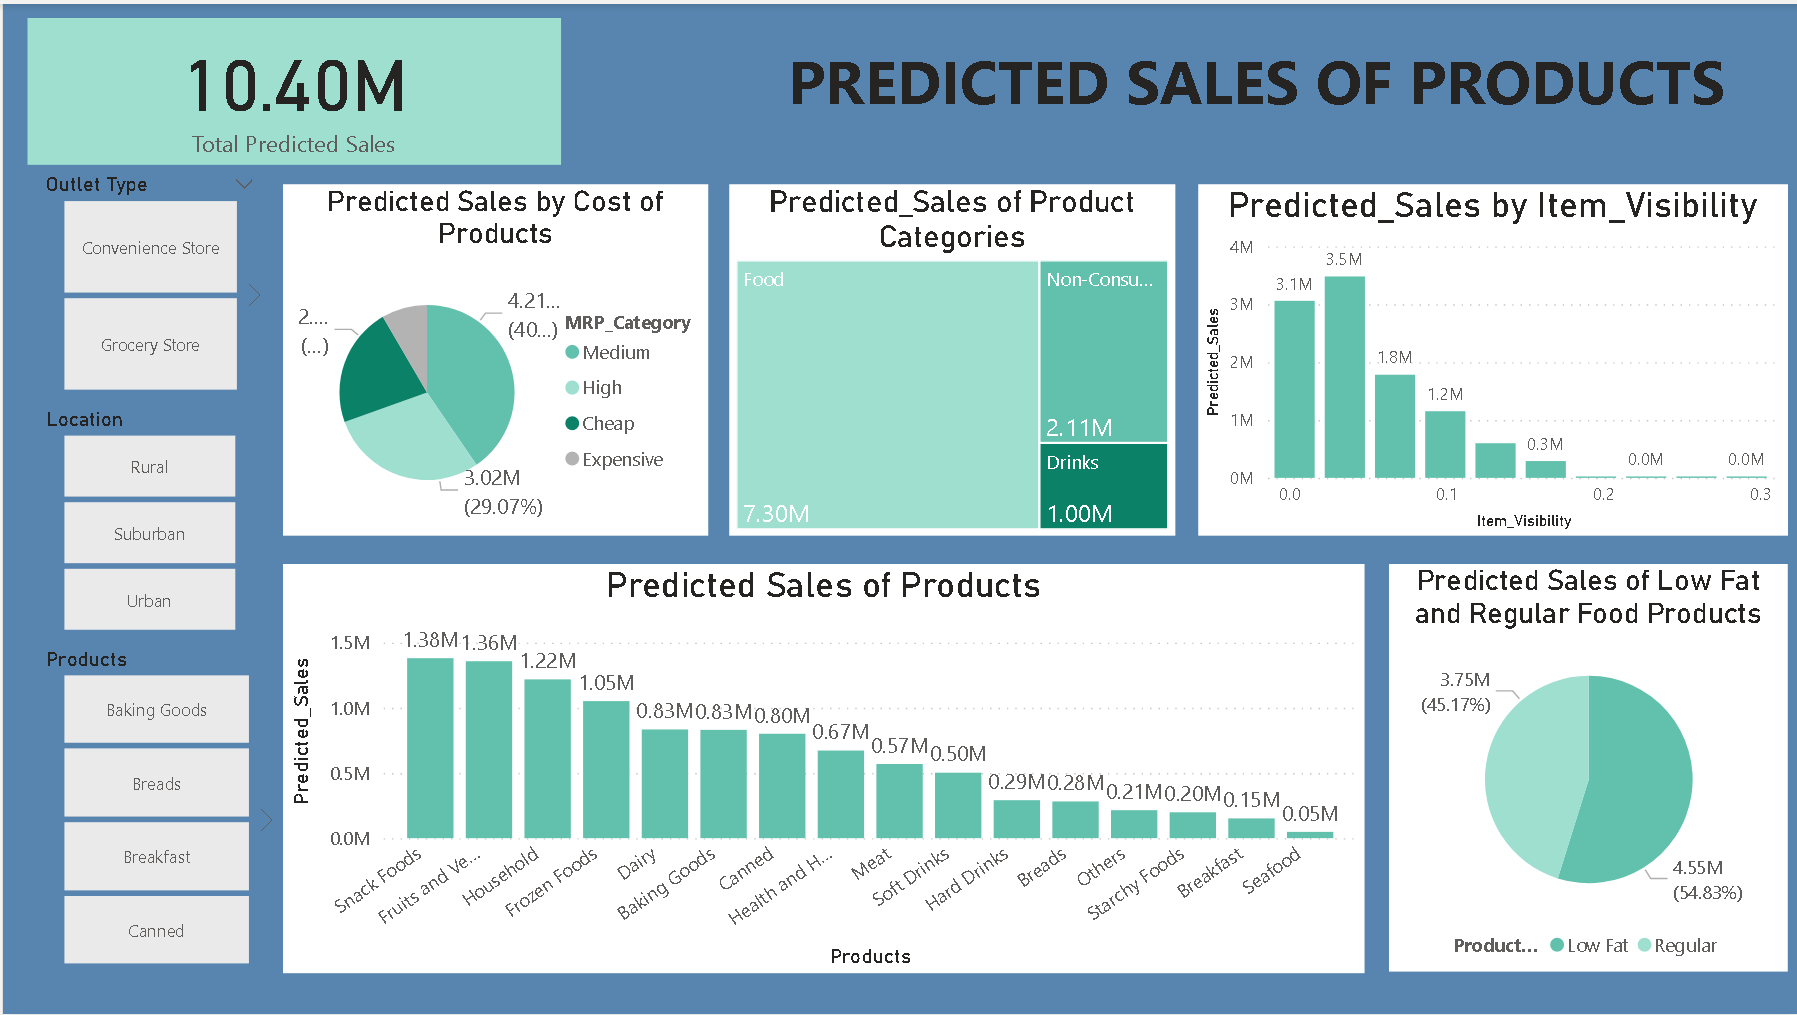 10.40M
Total Predicted Sales
PREDICTED SALES OF PRODUCTS
Outlet Type
Convenience Store
Grocery Store
Location
Rural
Suburban
Urban
Products
Baking Goods
Breads
Breakfast
Canned
Predicted Sales by Cost of
Products
4.21...
(40...)
2....
(...)
3.02M
(29.07%)
MRP_Category
Medium
High
Cheap
Expensive
Predicted_Sales of Product
Categories
Food
7.30M
Non-Consu...
2.11M
Drinks
1.00M
Predicted_Sales by Item_Visibility
Predicted_Sales
4M
3M
2M
1M
0M
3.1M
3.5M
1.8M
1.2M
0.3M
0.0M
0.0M
0.0
0.1
0.2
0.3
Item_Visibility
Predicted Sales of Products
Predicted_Sales
1.5M
1.0M
0.5M
0.0M
1.38M
1.36M
1.22M
1.05M
0.83M
0.83M
0.80M
0.67M
0.57M
0.50M
0.29M
0.28M
0.21M
0.20M
0.15M
0.05M
Snack Foods
Fruits and Ve...
Household
Frozen Foods
Dairy
Baking Goods
Canned
Health and H...
Meat
Soft Drinks
Hard Drinks
Breads
Others
Starchy Foods
Breakfast
Seafood
Products
Predicted Sales of Low Fat
and Regular Food Products
3.75M
(45.17%)
4.55M
(54.83%)
Product...
Low Fat
Regular